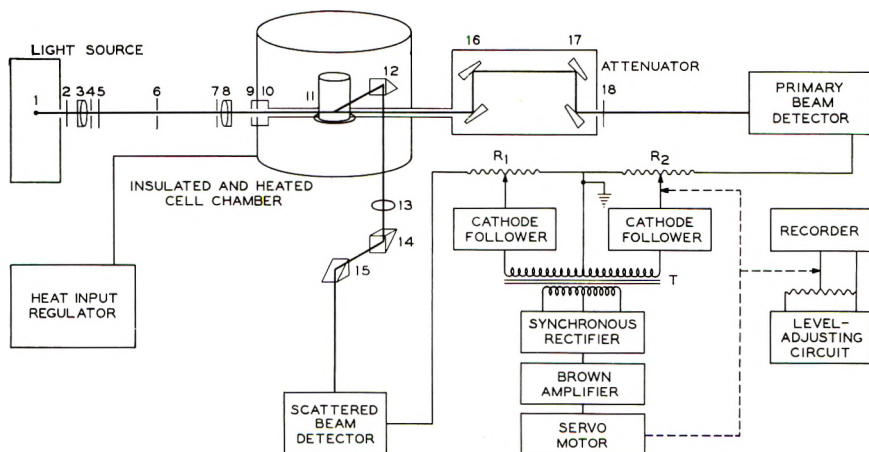 LIGHT SOURCE
1
2
3
4
5
6
7
8
9
10
11
12
16
17
ATTENUATOR
18
PRIMARY
BEAM
DETECTOR
INSULATED AND HEATED
CELL CHAMBER
13
14
15
HEAT INPUT
REGULATOR
SCATTERED
BEAM
DETECTOR
R1
R2
CATHODE
FOLLOWER
CATHODE
FOLLOWER
T
SYNCHRONOUS
RECTIFIER
BROWN
AMPLIFIER
SERVO
MOTOR
RECORDER
LEVEL-
ADJUSTING
CIRCUIT